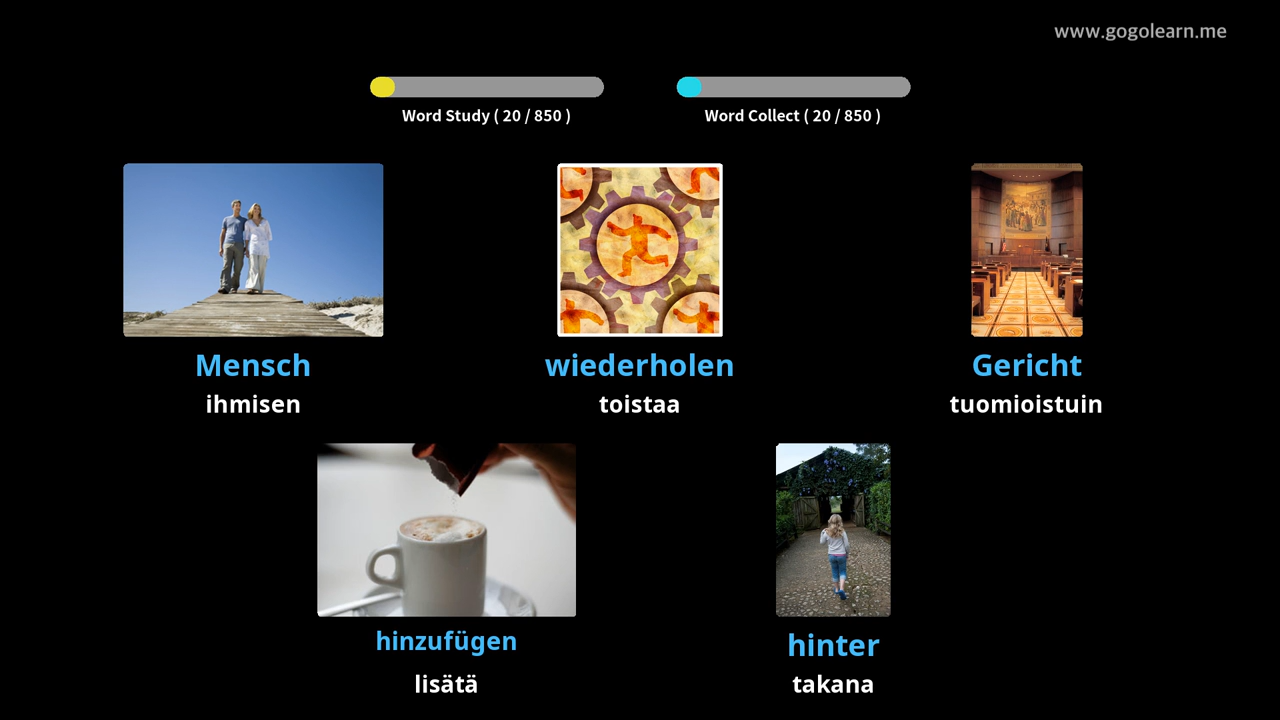 www.gogolearn.me
Word Study ( 20 / 850 )
Word Collect ( 20 / 850 )
Mensch
ihmisen
wiederholen
toistaa
Gericht
tuomioistuin
hinzufügen
lisätä
hinter
takana